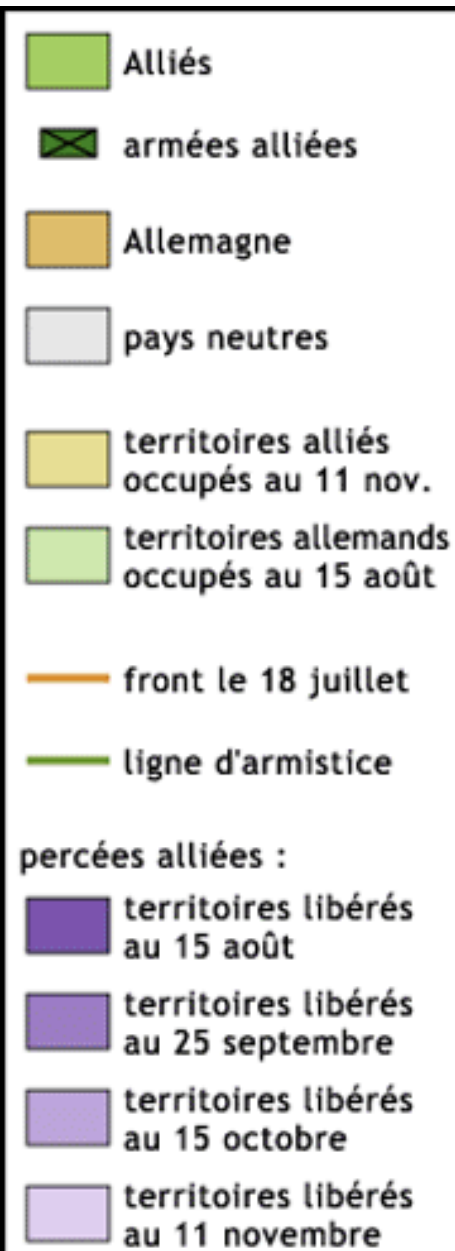 Alliés
armées alliées
Allemagne
pays neutres
territoires alliés
occupés au 11 nov.
territoires allemands
occupés au 15 août
front le 18 juillet
ligne d'armistice
percées alliées :
territoires libérés
au 15 août
territoires libérés
au 25 septembre
territoires libérés
au 15 octobre
territoires libérés
au 11 novembre